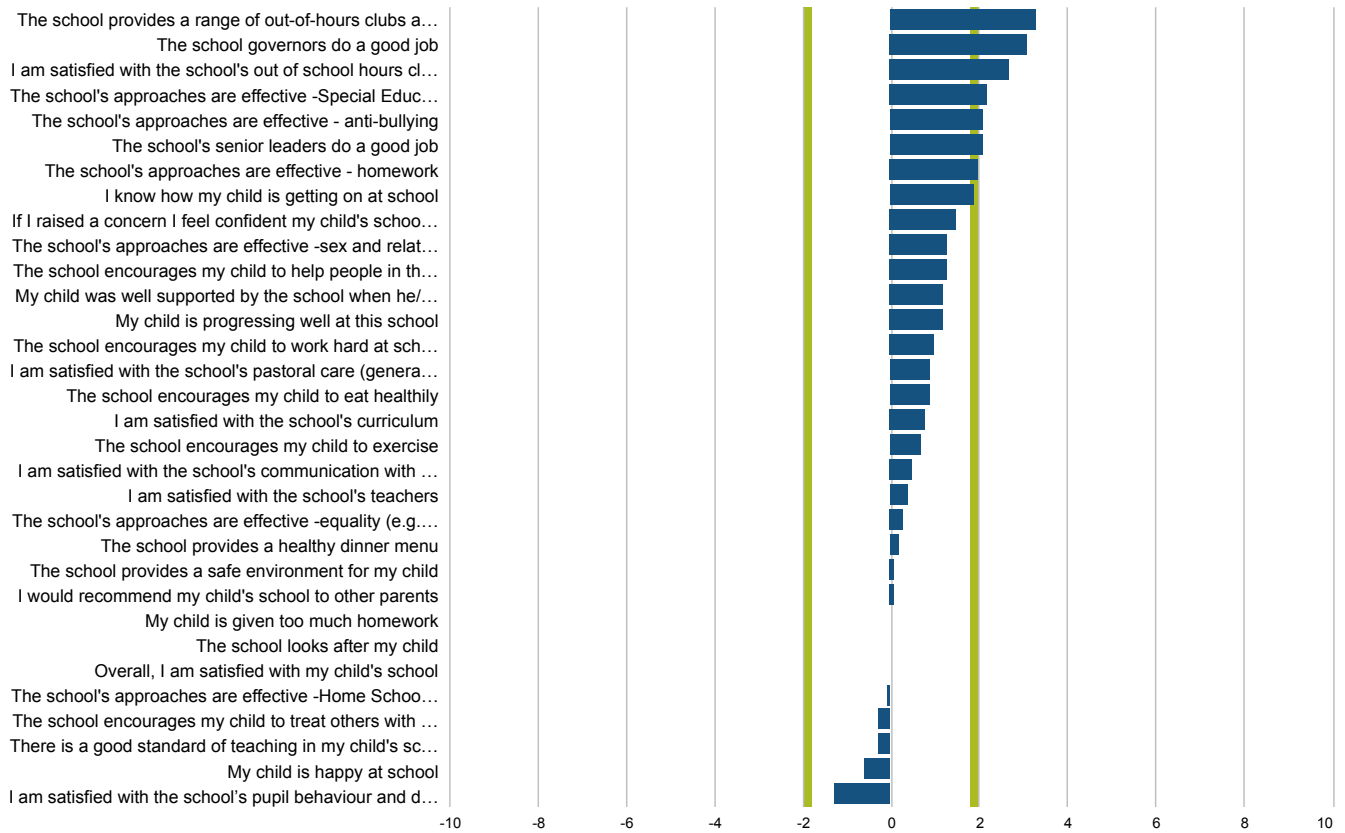 The school provides a range of out-of-hours clubs a…
The school governors do a good job
I am satisfied with the school's out of school hours cl…
The school's approaches are effective -Special Educ…
The school's approaches are effective - anti-bullying
The school's senior leaders do a good job
The school's approaches are effective - homework
I know how my child is getting on at school
If I raised a concern I feel confident my child's schoo…
The school's approaches are effective -sex and relat…
The school encourages my child to help people in th…
My child was well supported by the school when he/…
My child is progressing well at this school
The school encourages my child to work hard at sch…
I am satisfied with the school's pastoral care (genera…
The school encourages my child to eat healthily
I am satisfied with the school's curriculum
The school encourages my child to exercise
I am satisfied with the school's communication with …
I am satisfied with the school's teachers
The school's approaches are effective -equality (e.g.…
The school provides a healthy dinner menu
The school provides a safe environment for my child
I would recommend my child's school to other parents
My child is given too much homework
The school looks after my child
Overall, I am satisfied with my child's school
The school's approaches are effective -Home Schoo…
The school encourages my child to treat others with …
There is a good standard of teaching in my child's sc…
My child is happy at school
I am satisfied with the school’s pupil behaviour and d…
-10 -8 -6 -4 -2 0 2 4 6 8 10